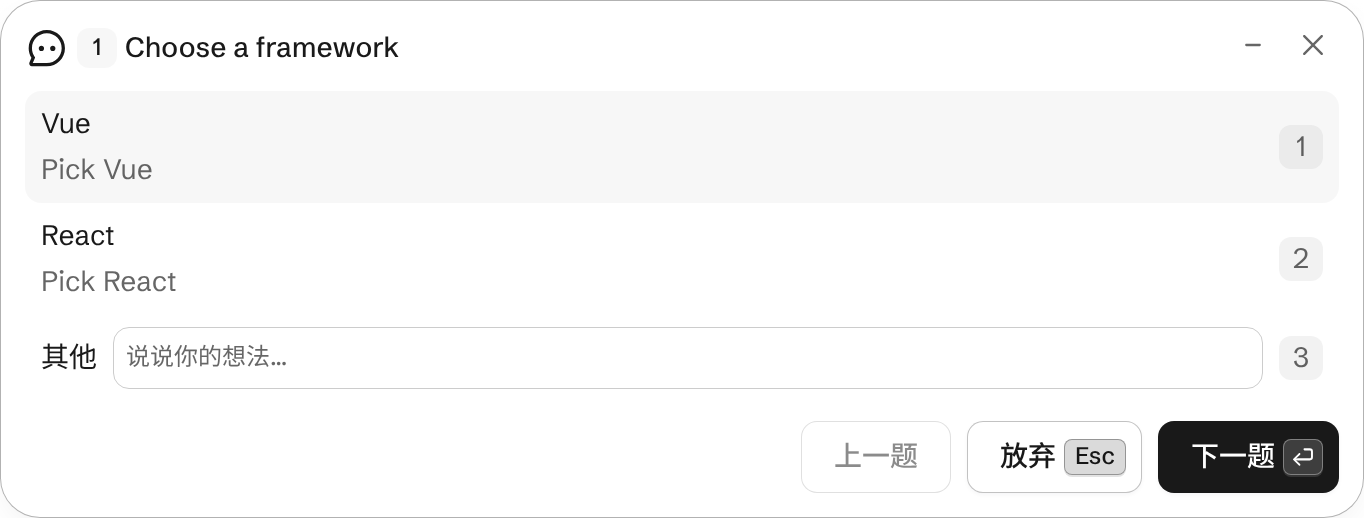 1 Choose a framework
Vue
1
Pick Vue
React
2
Pick React
其他 说说你的想法... 3
上一题 放弃 Esc 下一题